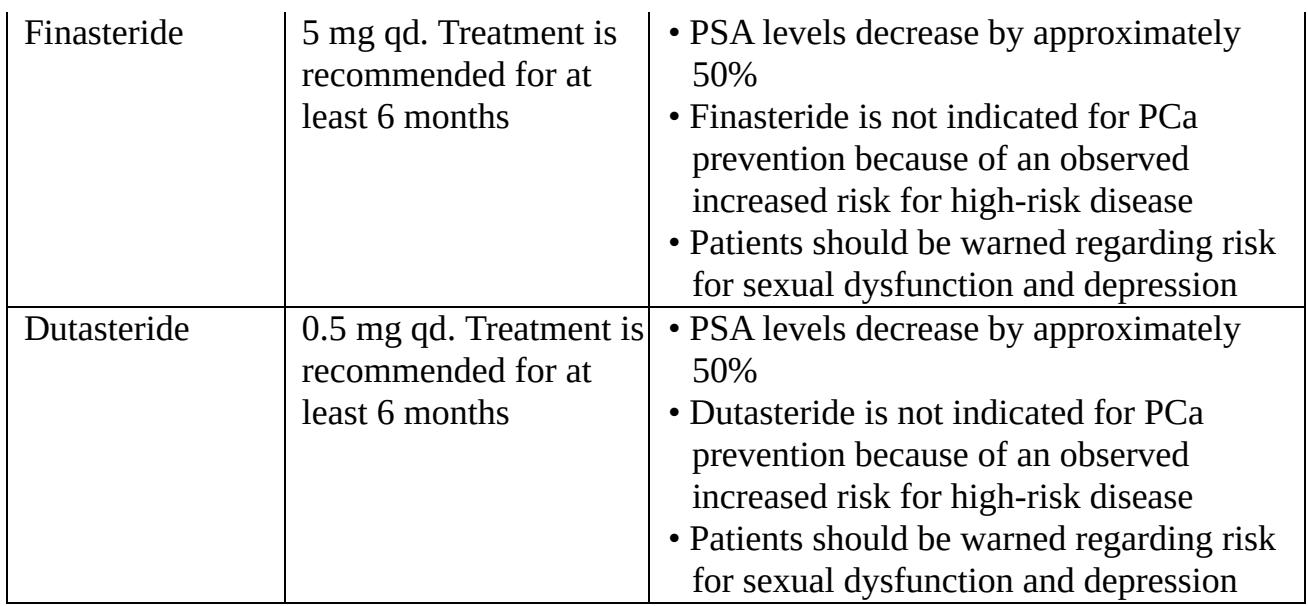 Finasteride
5 mg qd. Treatment is
recommended for at
least 6 months
• PSA levels decrease by approximately
50%
• Finasteride is not indicated for PCa
prevention because of an observed
increased risk for high-risk disease
• Patients should be warned regarding risk
for sexual dysfunction and depression
Dutasteride
0.5 mg qd. Treatment is
recommended for at
least 6 months
• PSA levels decrease by approximately
50%
• Dutasteride is not indicated for PCa
prevention because of an observed
increased risk for high-risk disease
• Patients should be warned regarding risk
for sexual dysfunction and depression